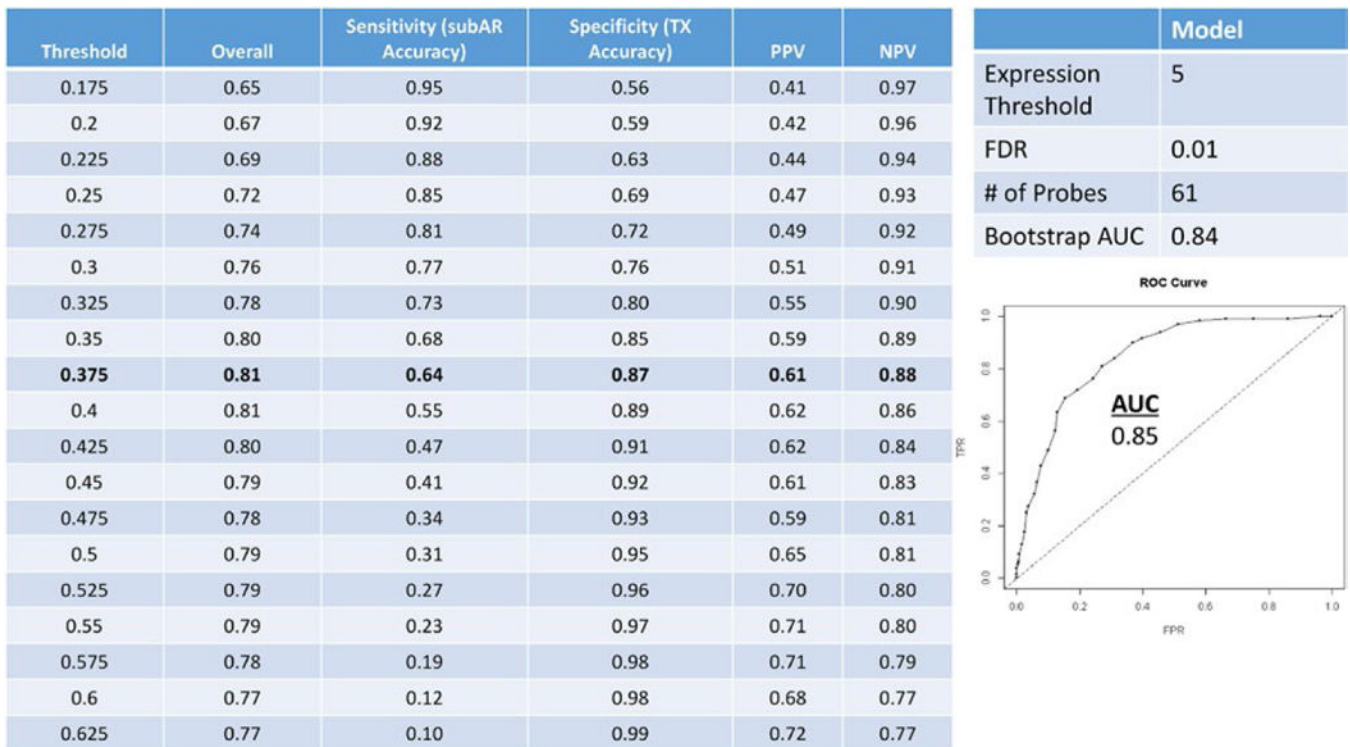 Threshold Overall Sensitivity (subAR Accuracy) Specificity (TX Accuracy) PPV NPV
0.175 0.65 0.95 0.56 0.41 0.97
0.2 0.67 0.92 0.59 0.42 0.96
0.225 0.69 0.88 0.63 0.44 0.94
0.25 0.72 0.85 0.69 0.47 0.93
0.275 0.74 0.81 0.72 0.49 0.92
0.3 0.76 0.77 0.76 0.51 0.91
0.325 0.78 0.73 0.80 0.55 0.90
0.35 0.80 0.68 0.85 0.59 0.89
0.375 0.81 0.64 0.87 0.61 0.88
0.4 0.81 0.55 0.89 0.62 0.86
0.425 0.80 0.47 0.91 0.62 0.84
0.45 0.79 0.41 0.92 0.61 0.83
0.475 0.78 0.34 0.93 0.59 0.81
0.5 0.79 0.31 0.95 0.65 0.81
0.525 0.79 0.27 0.96 0.70 0.80
0.55 0.79 0.23 0.97 0.71 0.80
0.575 0.78 0.19 0.98 0.71 0.79
0.6 0.77 0.12 0.98 0.68 0.77
0.625 0.77 0.10 0.99 0.72 0.77
Model
Expression Threshold 5
FDR 0.01
# of Probes 61
Bootstrap AUC 0.84
ROC Curve
1.0
0.8
0.6
0.4
0.2
0.0
TPR
AUC
0.85
0.0 0.2 0.4 0.6 0.8 1.0
FPR